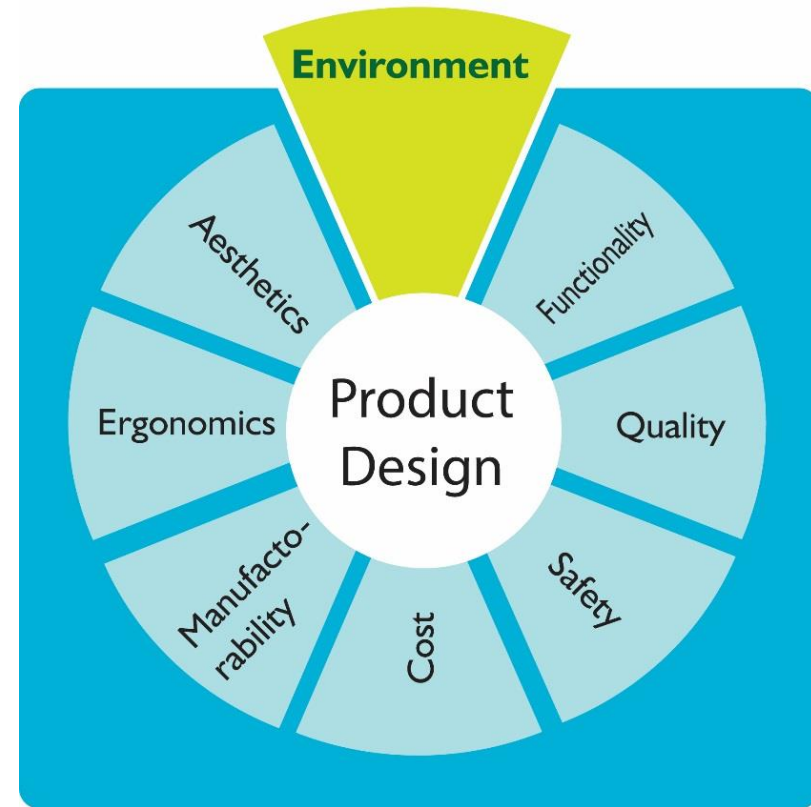 Environment
Functionality
Quality
Safety
Cost
Manufacto-
rability
Ergonomics
Aesthetics
Product
Design